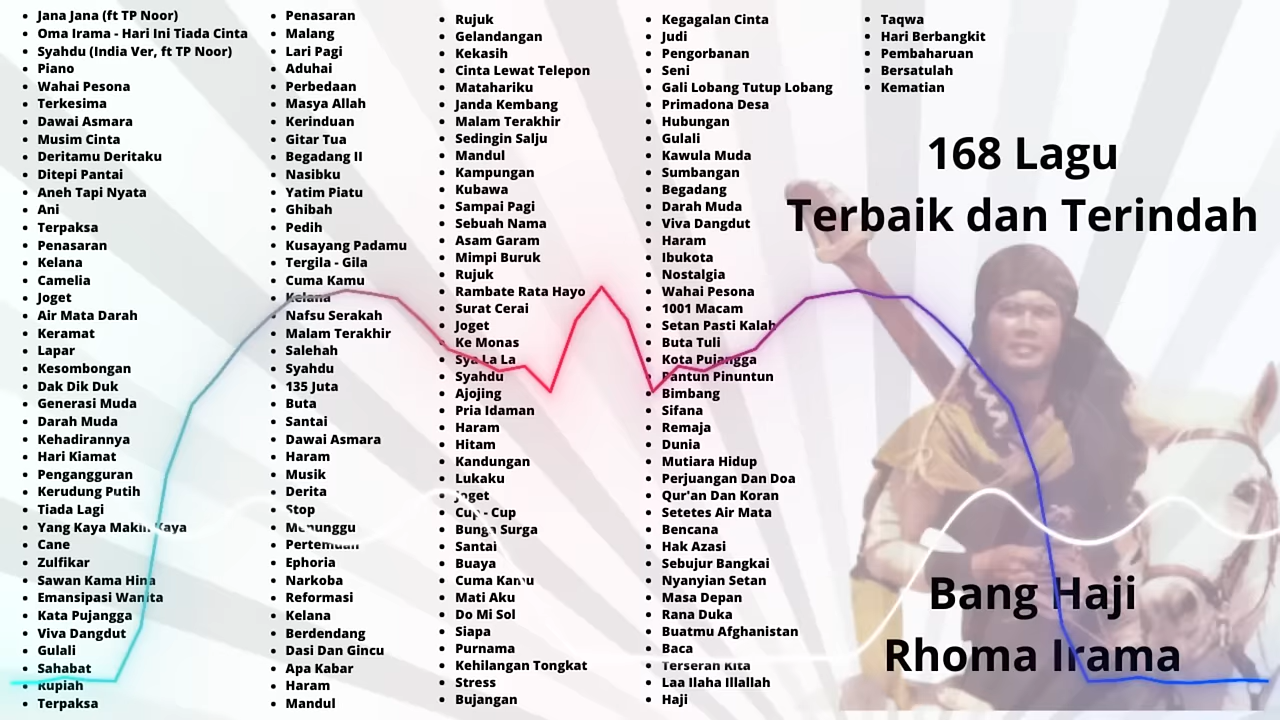 Jana Jana (ft TP Noor)
Oma Irama - Hari Ini Tiada Cinta
Syahdu (India Ver, ft TP Noor)
Piano
Wahai Pesona
Terkesima
Dawai Asmara
Musim Cinta
Deritamu Deritaku
Ditepi Pantai
Aneh Tapi Nyata
Ani
Terpaksa
Penasaran
Kelana
Camelia
Joget
Air Mata Darah
Keramat
Lapar
Kesombongan
Dak Dik Duk
Generasi Muda
Darah Muda
Kehadirannya
Hari Kiamat
Pengangguran
Kerudung Putih
Tiada Lagi
Yang Kaya Makin Kaya
Cane
Zulfikar
Sawan Kama Hina
Emansipasi Wanita
Kata Pujangga
Viva Dangdut
Gulali
Sahabat
Rupiah
Terpaksa
Penasaran
Malang
Lari Pagi
Aduhai
Perbedaan
Masya Allah
Kerinduan
Gitar Tua
Begadang II
Nasibku
Yatim Piatu
Ghibah
Pedih
Kusayang Padamu
Tergila - Gila
Cuma Kamu
Kelana
Nafsu Serakah
Malam Terakhir
Salehah
Syahdu
135 Juta
Buta
Santai
Dawai Asmara
Haram
Musik
Derita
Stop
Menunggu
Pertemuan
Ephoria
Narkoba
Reformasi
Kelana
Berdendang
Dasi Dan Gincu
Apa Kabar
Haram
Mandul
Rujuk
Gelandangan
Kekasih
Cinta Lewat Telepon
Matahariku
Janda Kembang
Malam Terakhir
Sedingin Salju
Mandul
Kampungan
Kubawa
Sampai Pagi
Sebuah Nama
Asam Garam
Mimpi Buruk
Rujuk
Rambate Rata Hayo
Surat Cerai
Joget
Ke Monas
Sya La La
Syahdu
Ajojing
Pria Idaman
Haram
Hitam
Kandungan
Lukaku
Joget
Cup - Cup
Bunga Surga
Santai
Buaya
Cuma Kamu
Mati Aku
Do Mi Sol
Siapa
Purnama
Kehilangan Tongkat
Stress
Bujangan
Kegagalan Cinta
Judi
Pengorbanan
Seni
Gali Lobang Tutup Lobang
Primadona Desa
Hubungan
Gulali
Kawula Muda
Sumbangan
Begadang
Darah Muda
Viva Dangdut
Haram
Ibukota
Nostalgia
Wahai Pesona
1001 Macam
Setan Pasti Kalah
Buta Tuli
Kota Pujangga
Pantun Pinuntun
Bimbang
Sifana
Remaja
Dunia
Mutiara Hidup
Perjuangan Dan Doa
Qur'an Dan Koran
Setetes Air Mata
Bencana
Hak Azasi
Sebujur Bangkai
Nyanyian Setan
Masa Depan
Rana Duka
Buatmu Afghanistan
Baca
Terserah Kita
Laa Ilaha Illallah
Haji
Taqwa
Hari Berbangkit
Pembaharuan
Bersatulah
Kematian
168 Lagu
Terbaik dan Terindah
Bang Haji
Rhoma Irama